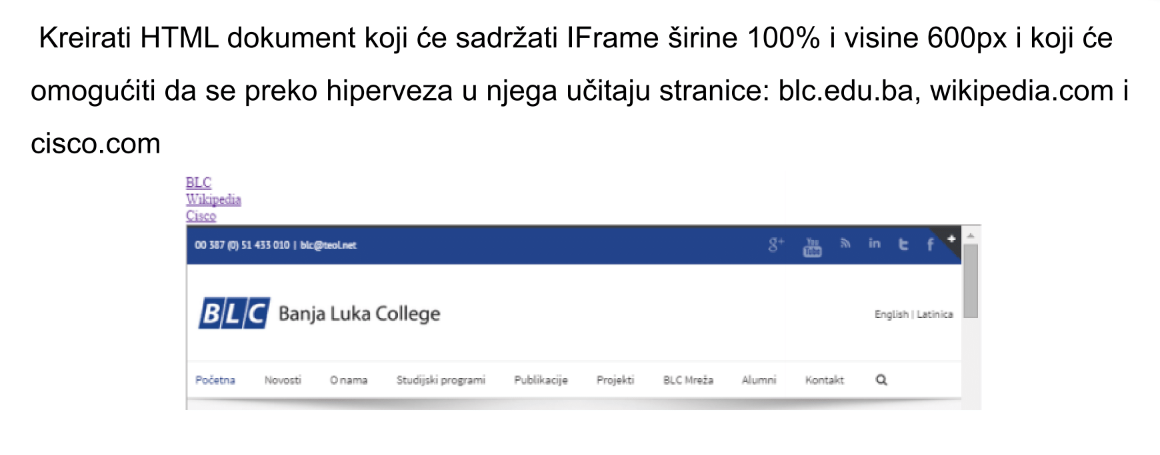 Kreirati HTML dokument koji će sadržati IFrame širine 100% i visine 600px i koji će
omogućiti da se preko hiperveza u njega učitaju stranice: blc.edu.ba, wikipedia.com i
cisco.com
BLC
Wikipedia
Cisco
00 387 (0) 51 433 010 | blc@teol.net
g+ You Tube in t f +
BLC Banja Luka College
English | Latinica
Početna Novosti O nama Studijski programi Publikacije Projekti BLC Mreža Alumni Kontakt